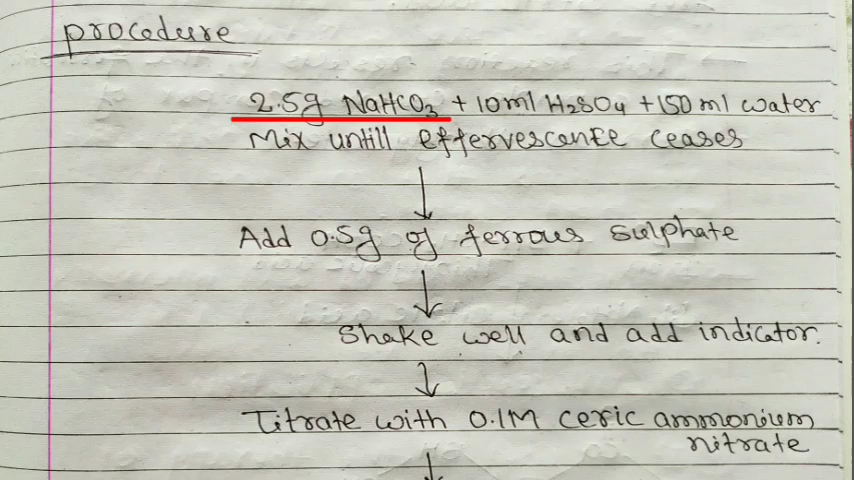 procedure
2.5g NaHCO3 + 10ml H2SO4 + 150 ml water
Mix untill effervescence ceases
Add 0.5g of ferrous sulphate
Shake well and add indicator.
Titrate with 0.1M ceric ammonium
nitrate